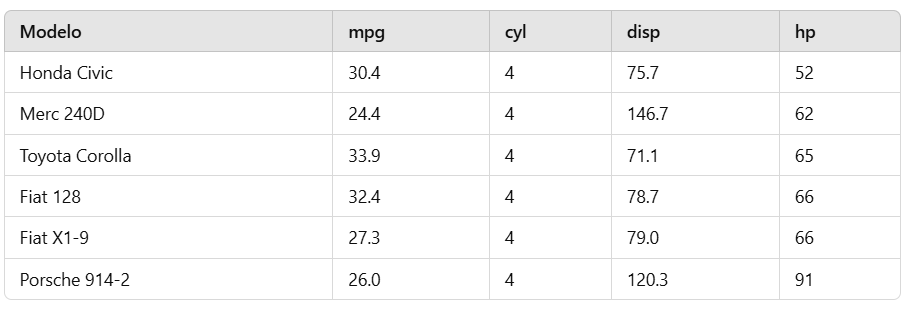 Modelo mpg cyl disp hp
Honda Civic 30.4 4 75.7 52
Merc 240D 24.4 4 146.7 62
Toyota Corolla 33.9 4 71.1 65
Fiat 128 32.4 4 78.7 66
Fiat X1-9 27.3 4 79.0 66
Porsche 914-2 26.0 4 120.3 91